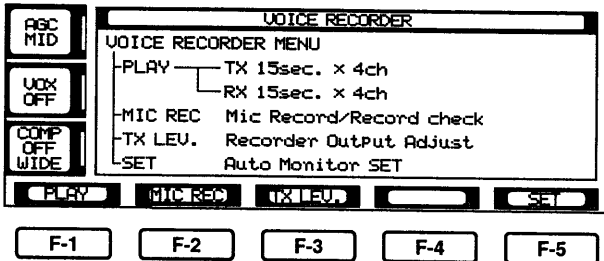 VOICE RECORDER
AGC
MID
VOX
OFF
COMP
OFF
WIDE
VOICE RECORDER MENU
PLAY TX 15sec. × 4ch
RX 15sec. × 4ch
MIC REC Mic Record/Record check
TX LEV. Recorder Output Adjust
SET Auto Monitor SET
PLAY MIC REC TX LEV. SET
F-1 F-2 F-3 F-4 F-5